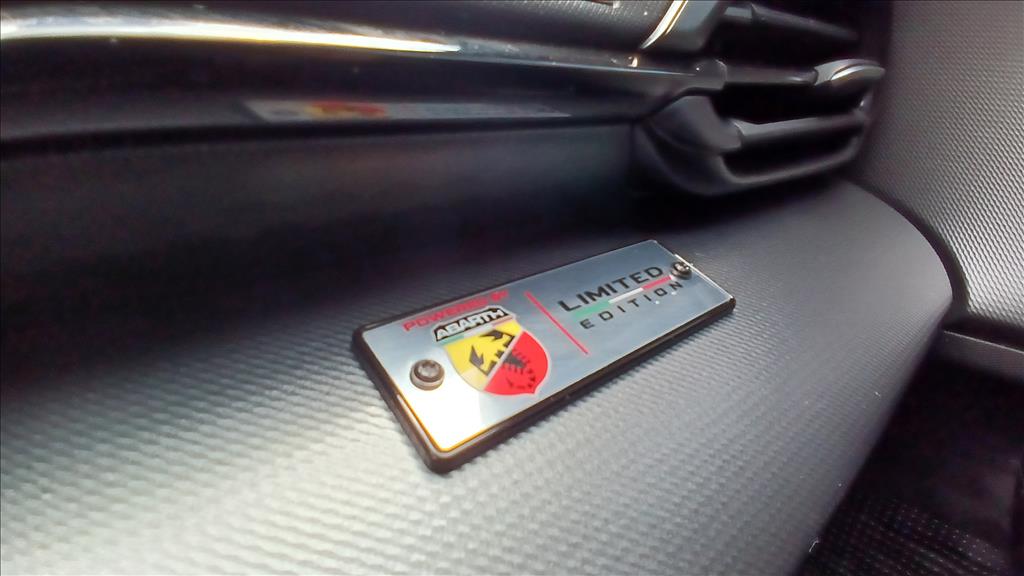 POWERED BY
ABARTH
LIMITED
EDITION